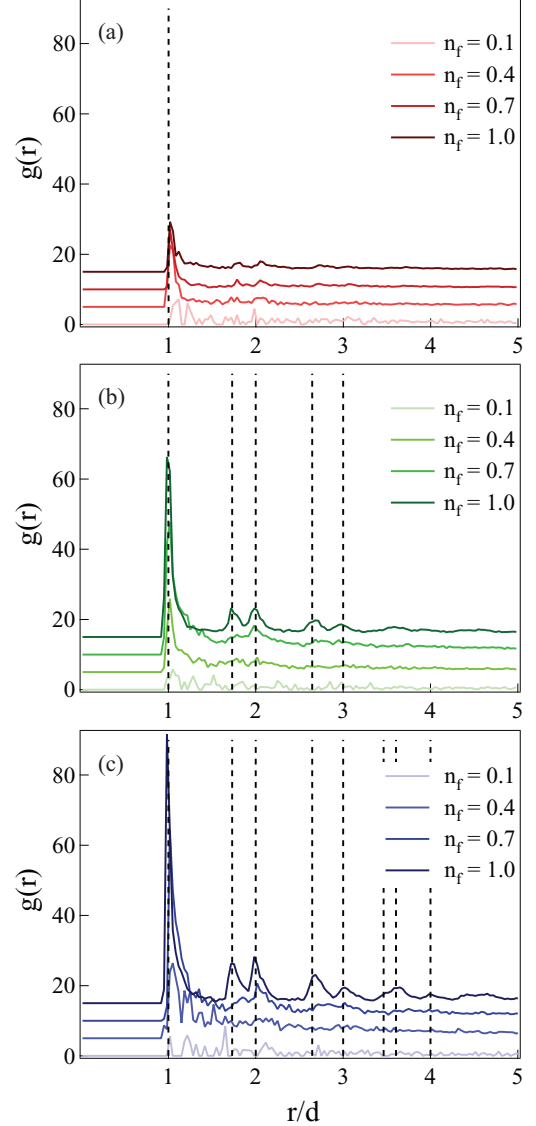 (a)
n_f = 0.1
n_f = 0.4
n_f = 0.7
n_f = 1.0
g(r)
80
60
40
20
0
1 2 3 4 5
(b)
n_f = 0.1
n_f = 0.4
n_f = 0.7
n_f = 1.0
g(r)
80
60
40
20
0
1 2 3 4 5
(c)
n_f = 0.1
n_f = 0.4
n_f = 0.7
n_f = 1.0
g(r)
80
60
40
20
0
1 2 3 4 5
r/d